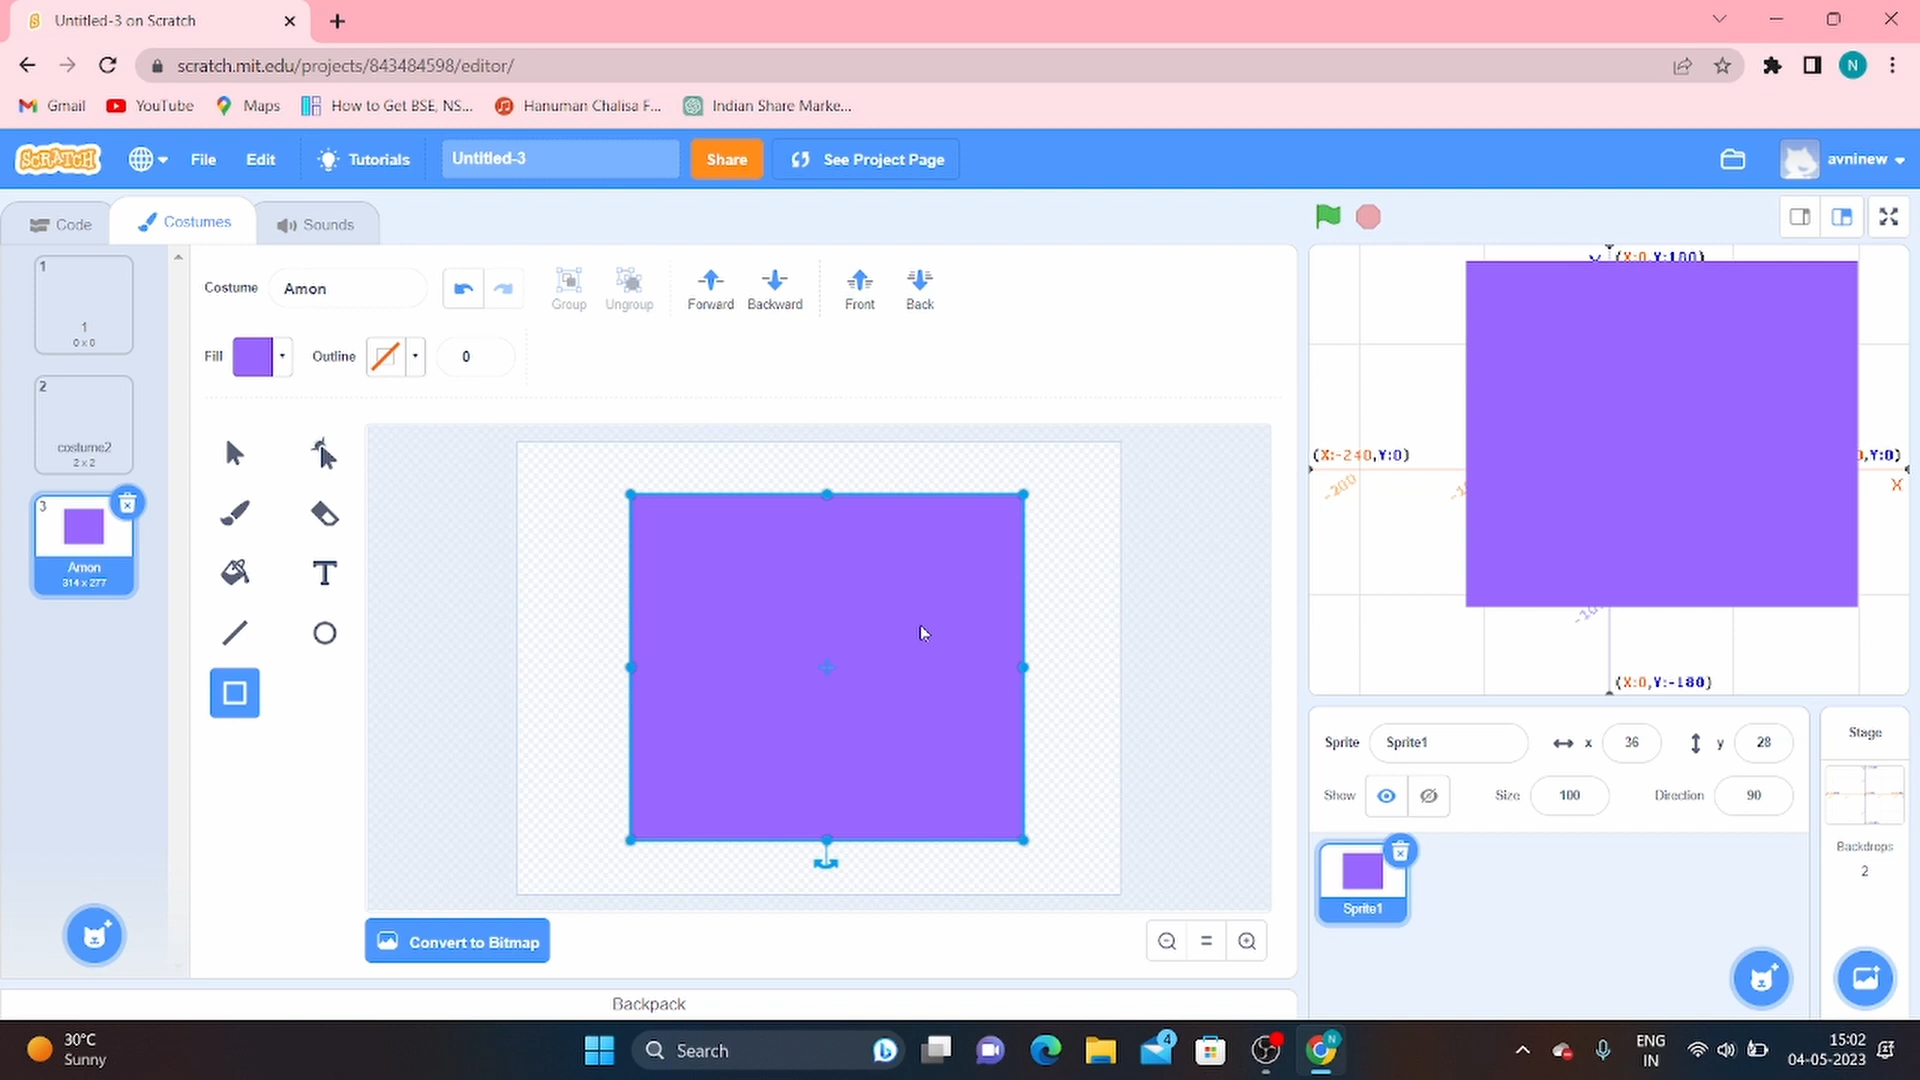 Untitled-3 on Scratch
scratch.mit.edu/projects/843484598/editor/
N
Gmail
YouTube
Maps
How to Get BSE, NS...
Hanuman Chalisa F...
Indian Share Marke...
SCRATCH
File
Edit
Tutorials
Untitled-3
Share
See Project Page
avninew
Code
Costumes
Sounds
1
1
0 x 0
2
costume2
2 x 2
3
Amon
314 x 277
Costume
Amon
Group
Ungroup
Forward
Backward
Front
Back
Fill
Outline
0
T
Convert to Bitmap
Backpack
(X:0,Y:180)
(X:-240,Y:0)
,Y:0)
-200
X
-100
(X:0,Y:-180)
Sprite
Sprite1
x
36
y
28
Show
Size
100
Direction
90
Sprite1
Stage
Backdrops
2
30°C
Sunny
Search
4
N
ENG
IN
15:02
04-05-2023